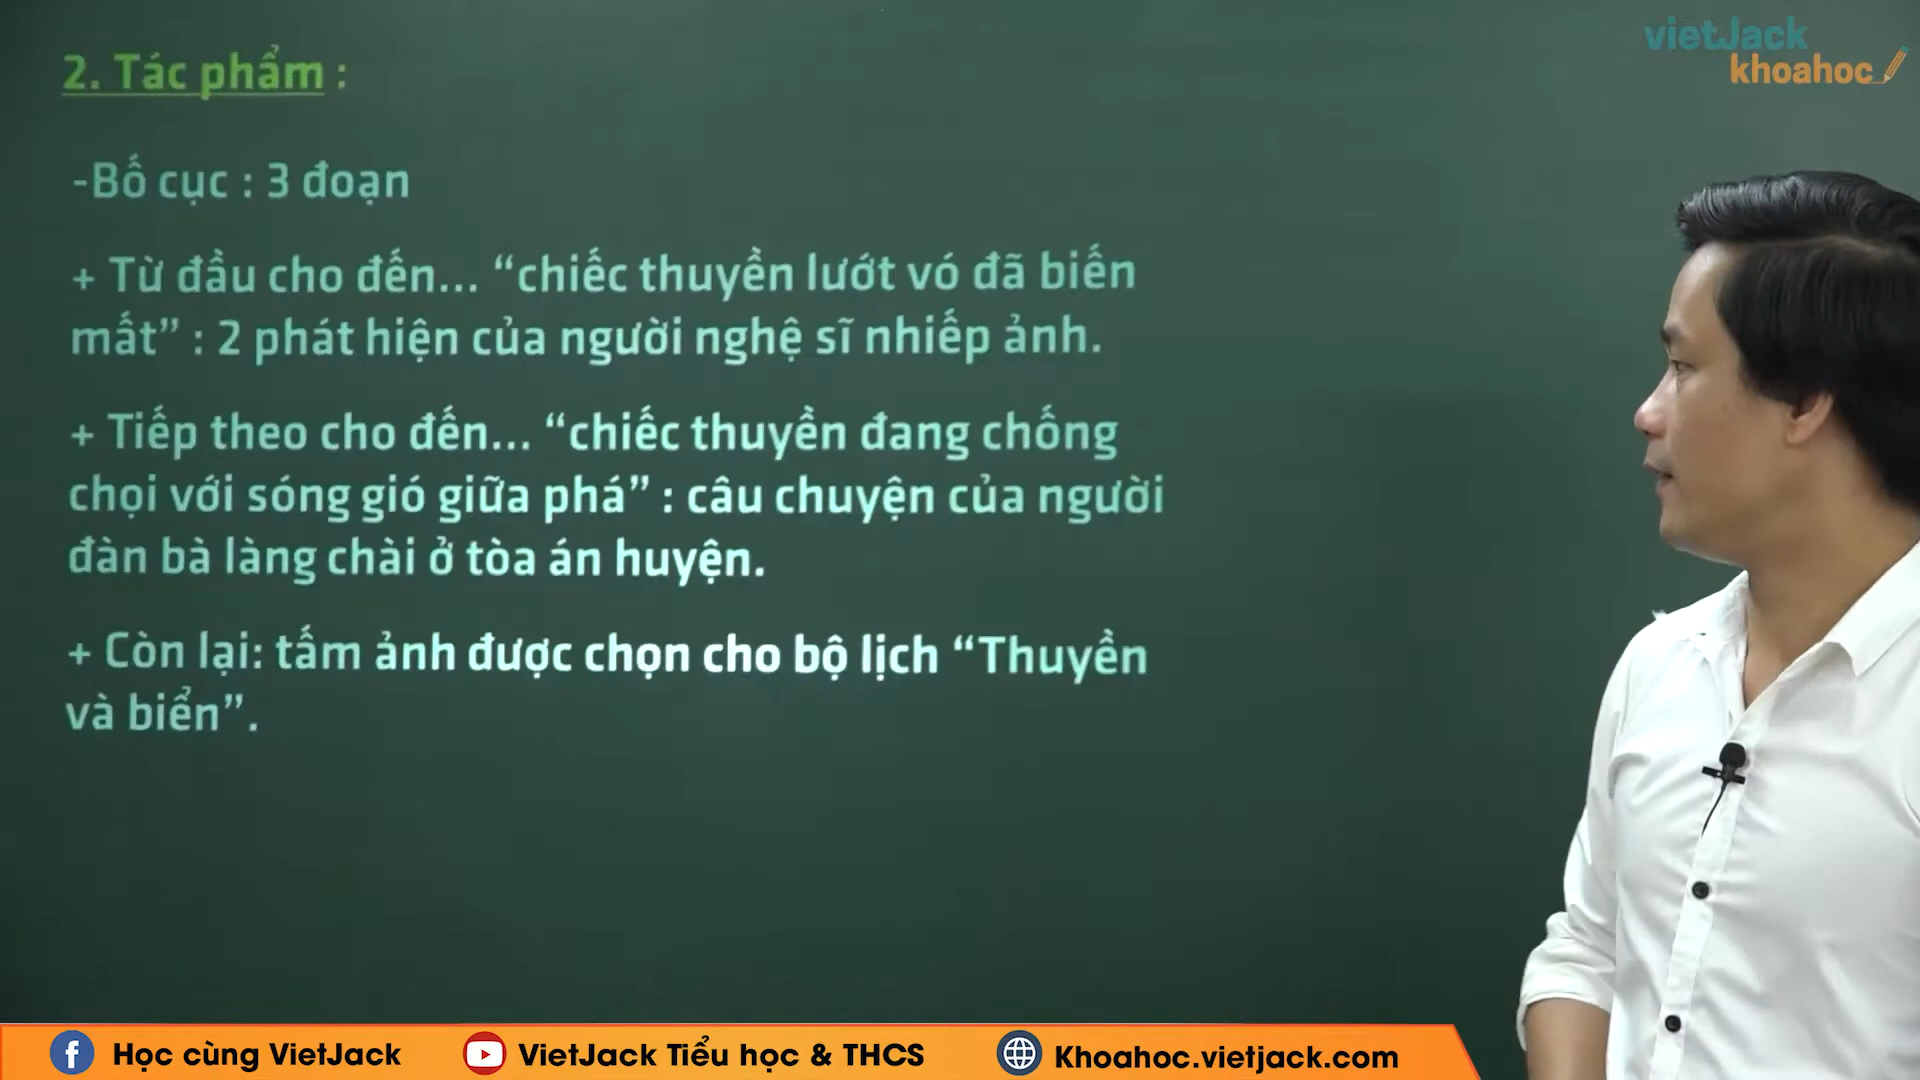 vietJack
khoahoc
2. Tác phẩm :
-Bố cục : 3 đoạn
+ Từ đầu cho đến... “chiếc thuyền lướt vó đã biến
mất” : 2 phát hiện của người nghệ sĩ nhiếp ảnh.
+ Tiếp theo cho đến... “chiếc thuyền đang chống
chọi với sóng gió giữa phá” : câu chuyện của người
đàn bà làng chài ở tòa án huyện.
+ Còn lại: tấm ảnh được chọn cho bộ lịch “Thuyền
và biển”.
Học cùng VietJack
VietJack Tiểu học & THCS
Khoahoc.vietjack.com